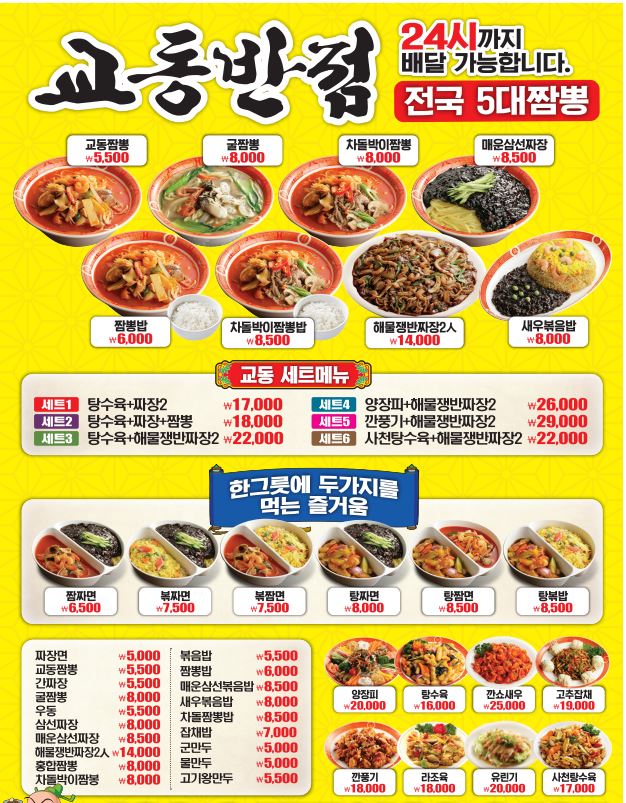 교동반점
24시까지
배달 가능합니다.
전국 5대짬뽕
교동짬뽕
₩5,500
굴짬뽕
₩8,000
차돌박이짬뽕
₩8,000
매운삼선짜장
₩8,500
짬뽕밥
₩6,000
차돌박이짬뽕밥
₩8,500
해물쟁반짜장2人
₩14,000
새우볶음밥
₩8,000
교동 세트메뉴
세트1 탕수육+짜장2 ₩17,000
세트2 탕수육+짜장+짬뽕 ₩18,000
세트3 탕수육+해물쟁반짜장2 ₩22,000
세트4 양장피+해물쟁반짜장2 ₩26,000
세트5 깐풍기+해물쟁반짜장2 ₩29,000
세트6 사천탕수육+해물쟁반짜장2 ₩22,000
한그릇에 두가지를
먹는 즐거움
짬짜면
₩6,500
볶짜면
₩7,500
볶짬면
₩7,500
탕짜면
₩8,000
탕짬면
₩8,500
탕볶밥
₩8,500
짜장면 ₩5,000
교동짬뽕 ₩5,500
간짜장 ₩5,500
굴짬뽕 ₩8,000
우동 ₩5,500
삼선짜장 ₩8,000
매운삼선짜장 ₩8,500
해물쟁반짜장2人 ₩14,000
홍합짬뽕 ₩8,000
차돌박이짬뽕 ₩8,000
볶음밥 ₩5,500
짬뽕밥 ₩6,000
매운삼선볶음밥 ₩8,500
새우볶음밥 ₩8,000
차돌짬뽕밥 ₩8,500
잡채밥 ₩7,000
군만두 ₩5,000
물만두 ₩5,000
고기왕만두 ₩5,500
양장피
₩20,000
탕수육
₩16,000
깐쇼새우
₩25,000
고추잡채
₩19,000
깐풍기
₩18,000
라조육
₩18,000
유린기
₩20,000
사천탕수육
₩17,000